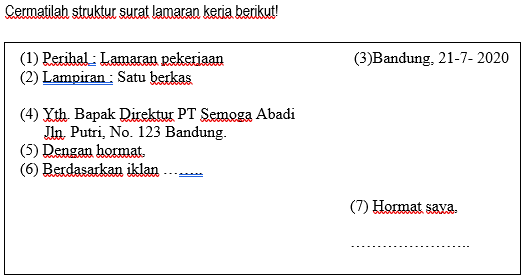 Cermatilah struktur surat lamaran kerja berikut!
(1) Perihal : Lamaran pekerjaan (3)Bandung, 21-7- 2020
(2) Lampiran : Satu berkas
(4) Yth. Bapak Direktur PT Semoga Abadi
Jln. Putri, No. 123 Bandung.
(5) Dengan hormat,
(6) Berdasarkan iklan ……..
(7) Hormat saya,
…………………..